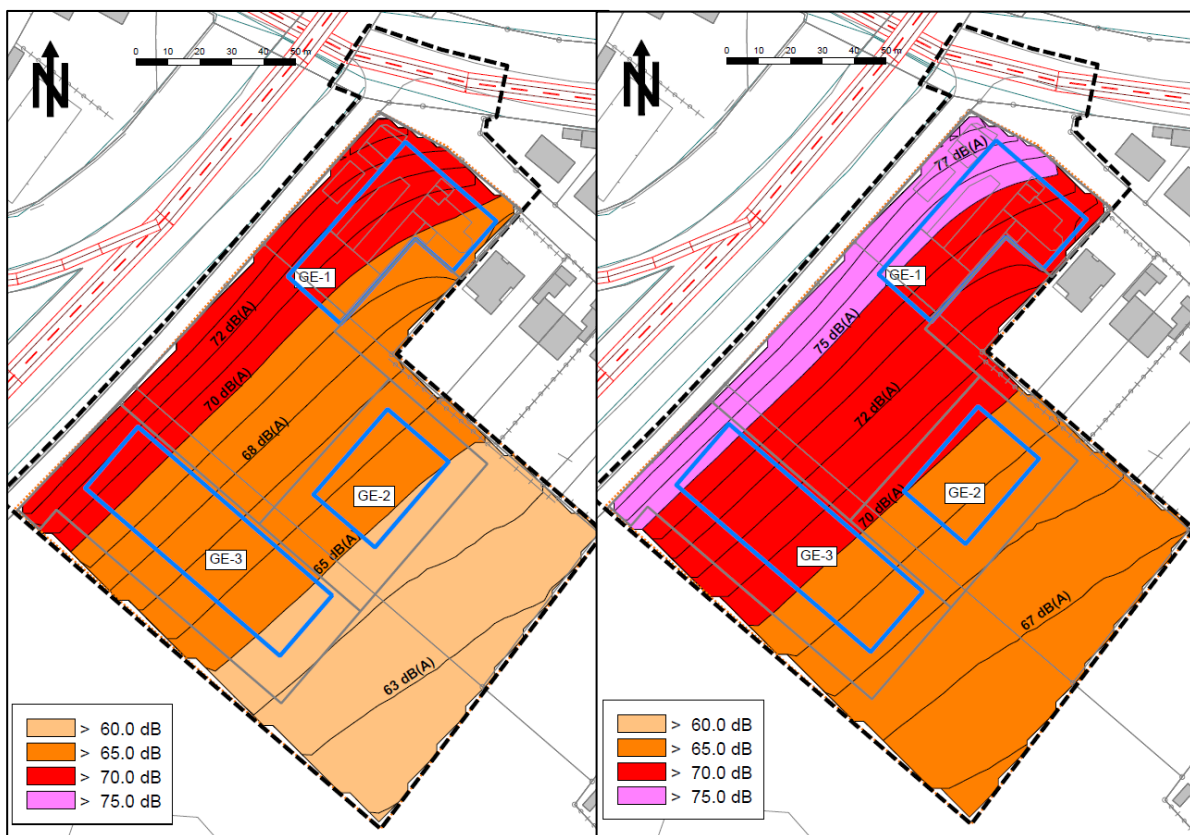 0 10 20 30 40 50 m
N
GE-1
72 dB(A)
70 dB(A)
68 dB(A)
GE-2
65 dB(A)
GE-3
63 dB(A)
> 60.0 dB
> 65.0 dB
> 70.0 dB
> 75.0 dB
0 10 20 30 40 50 m
N
77 dB(A)
GE-1
75 dB(A)
72 dB(A)
GE-2
70 dB(A)
GE-3
67 dB(A)
> 60.0 dB
> 65.0 dB
> 70.0 dB
> 75.0 dB